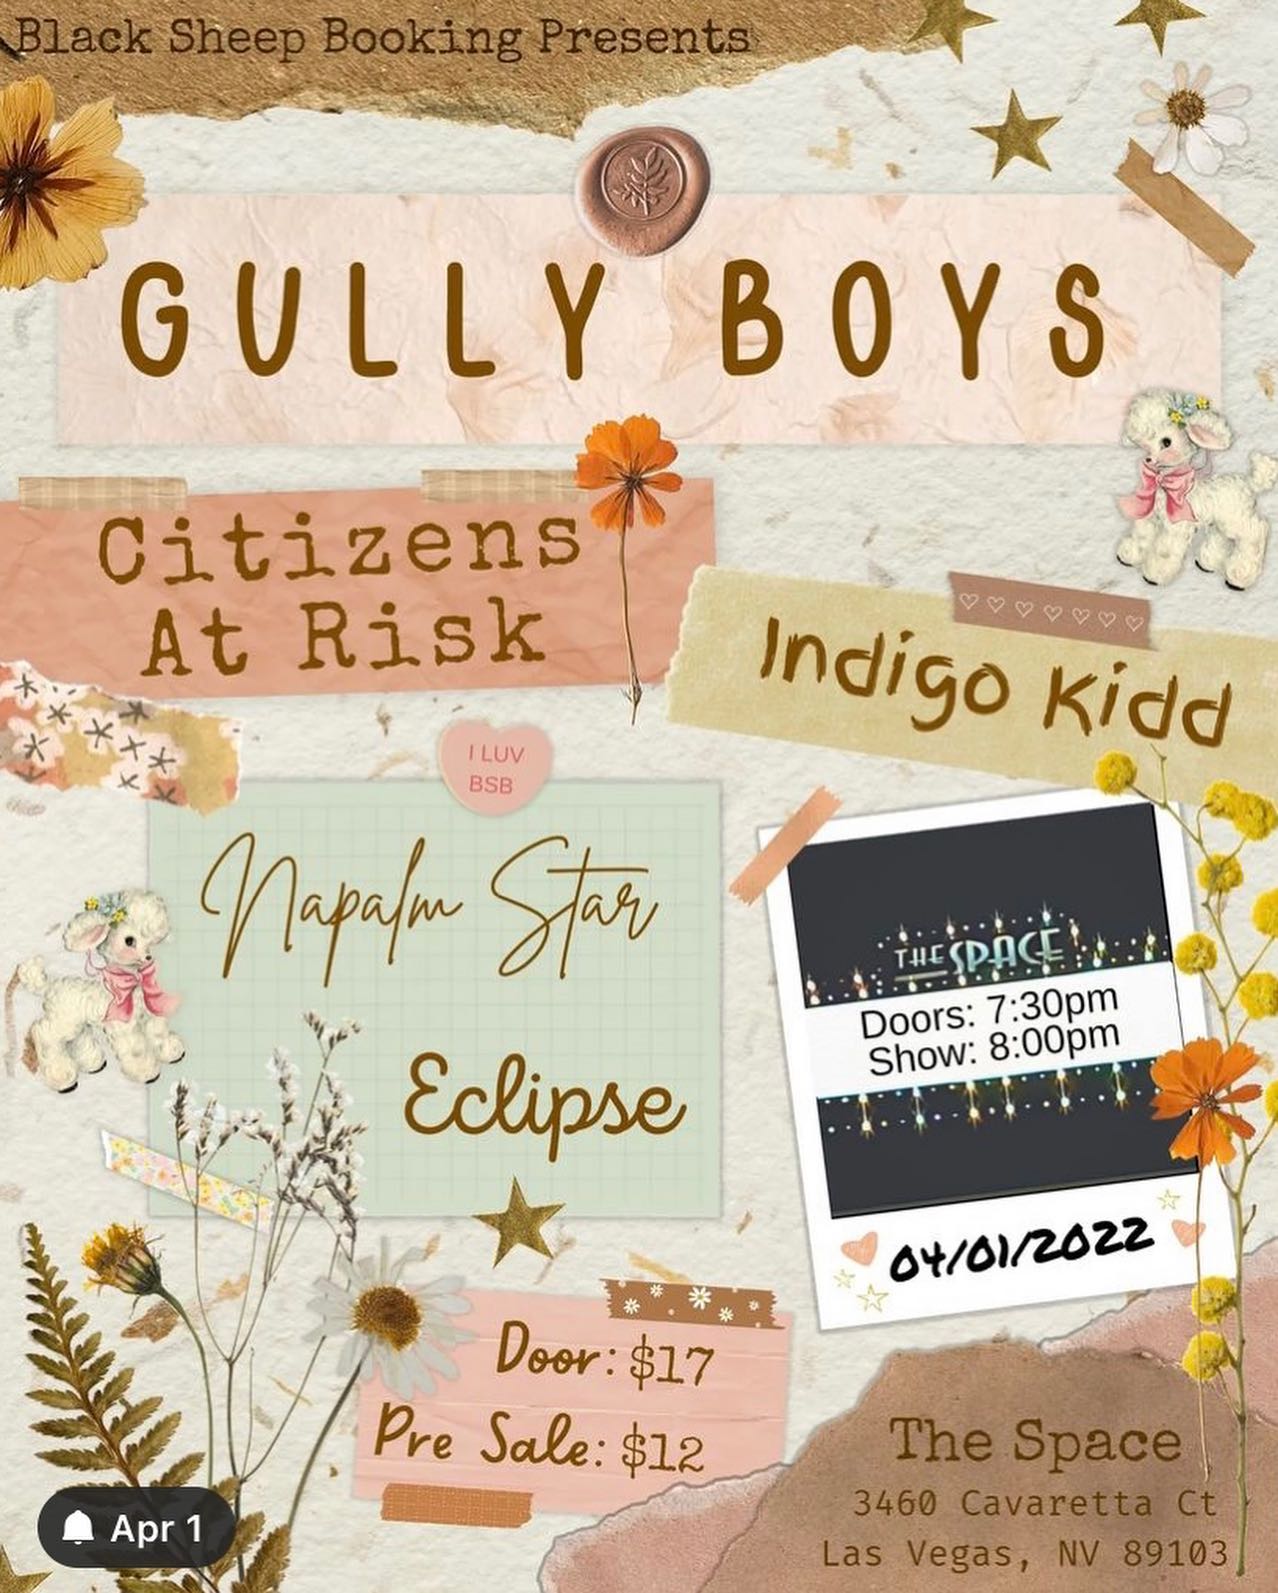 Black Sheep Booking Presents
GULLY BOYS
Citizens
At Risk
Indigo Kidd
I LUV
BSB
Napalm Star
Eclipse
THE SPACE
Doors: 7:30pm
Show: 8:00pm
04/01/2022
Door: $17
Pre Sale: $12
The Space
3460 Cavaretta Ct
Las Vegas, NV 89103
Apr 1